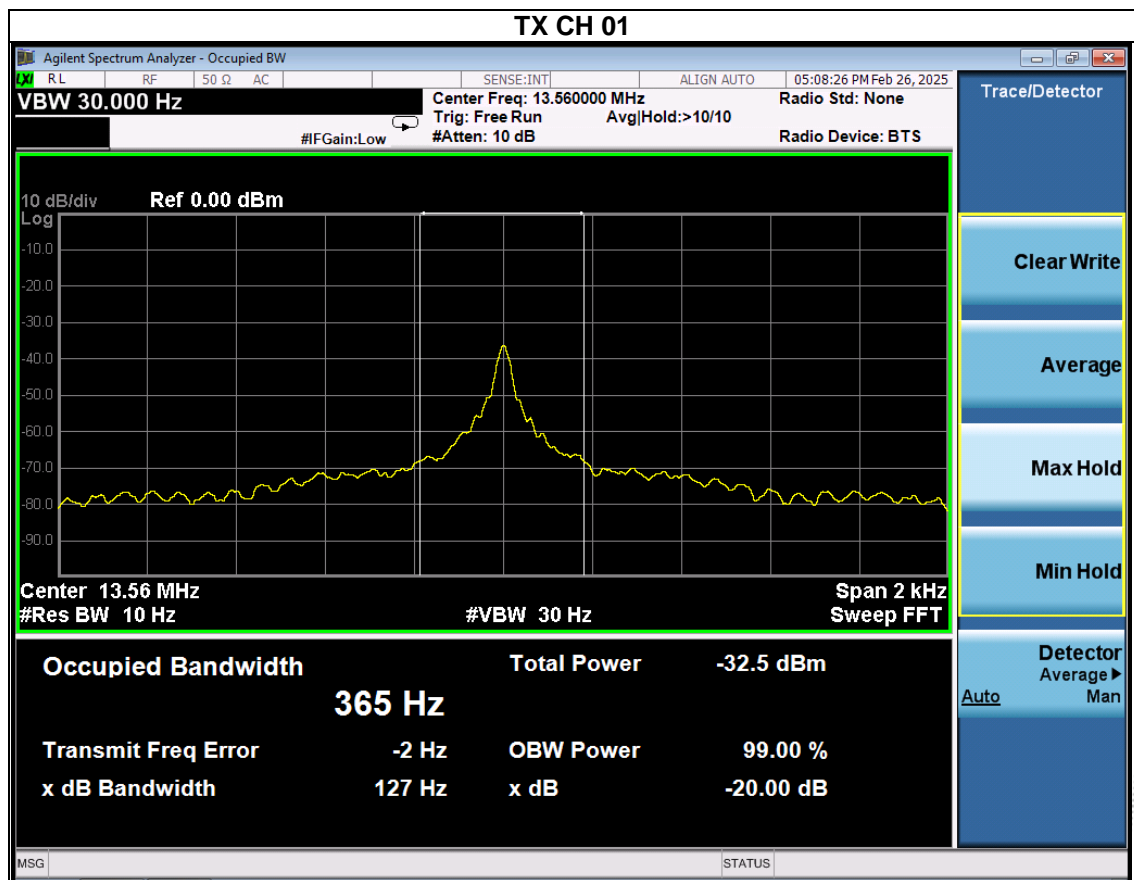 TX CH 01
Agilent Spectrum Analyzer - Occupied BW
LXI RL RF 50 Ω AC SENSE:INT ALIGN AUTO 05:08:26 PM Feb 26, 2025
VBW 30.000 Hz
Center Freq: 13.560000 MHz Radio Std: None
Trig: Free Run Avg|Hold:>10/10
#IFGain:Low #Atten: 10 dB Radio Device: BTS
10 dB/div Ref 0.00 dBm
Log
-10.0
-20.0
-30.0
-40.0
-50.0
-60.0
-70.0
-80.0
-90.0
Center 13.56 MHz Span 2 kHz
#Res BW 10 Hz #VBW 30 Hz Sweep FFT
Occupied Bandwidth Total Power -32.5 dBm
365 Hz
Transmit Freq Error -2 Hz OBW Power 99.00 %
x dB Bandwidth 127 Hz x dB -20.00 dB
MSG STATUS
Trace/Detector
Clear Write
Average
Max Hold
Min Hold
Detector
Average
Auto Man